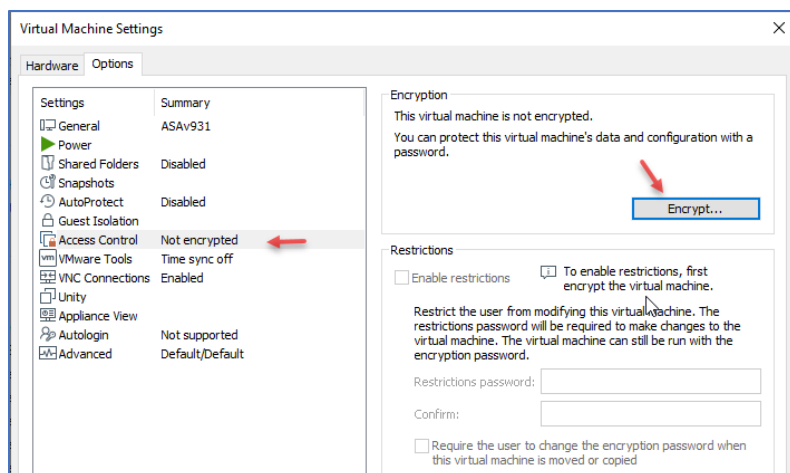 Virtual Machine Settings
Hardware Options
Settings Summary
General ASAv931
Power
Shared Folders Disabled
Snapshots
AutoProtect Disabled
Guest Isolation
Access Control Not encrypted
vm VMware Tools Time sync off
VNC Connections Enabled
Unity
Appliance View
Autologin Not supported
Advanced Default/Default
Encryption
This virtual machine is not encrypted.
You can protect this virtual machine's data and configuration with a
password.
Encrypt...
Restrictions
Enable restrictions
To enable restrictions, first
encrypt the virtual machine.
Restrict the user from modifying this virtual machine. The
restrictions password will be required to make changes to the
virtual machine. The virtual machine can still be run with the
encryption password.
Restrictions password:
Confirm:
Require the user to change the encryption password when
this virtual machine is moved or copied